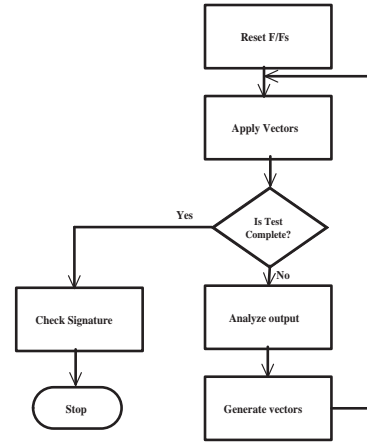 Reset F/Fs
Apply Vectors
Yes
Is Test
Complete?
No
Check Signature
Analyze output
Stop
Generate vectors